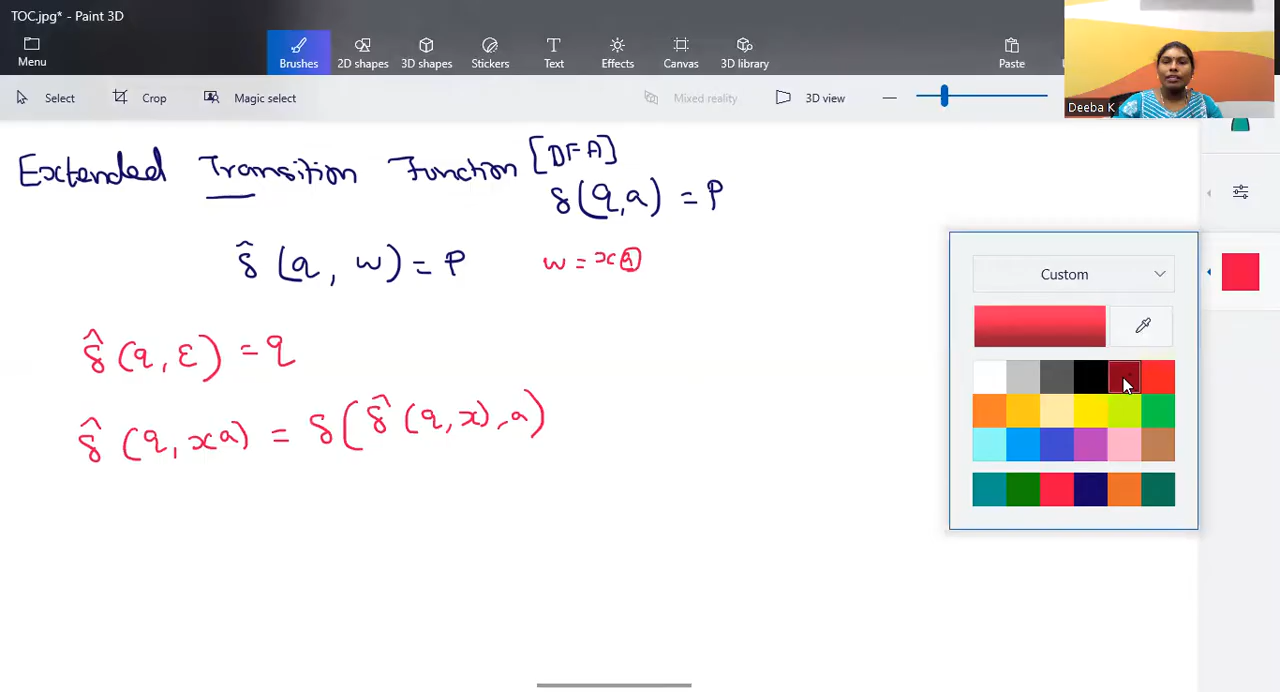 TOC.jpg* - Paint 3D
Menu
Brushes
2D shapes
3D shapes
Stickers
Text
Effects
Canvas
3D library
Paste
Select
Crop
Magic select
Mixed reality
3D view
Deeba K
Extended Transition Function [DFA]
δ(q,a) = P
δ̂ (q, w) = P
w = xa
Custom
δ̂ (q, ε) = q
δ̂ (q, xa) = δ(δ̂ (q, x), a)